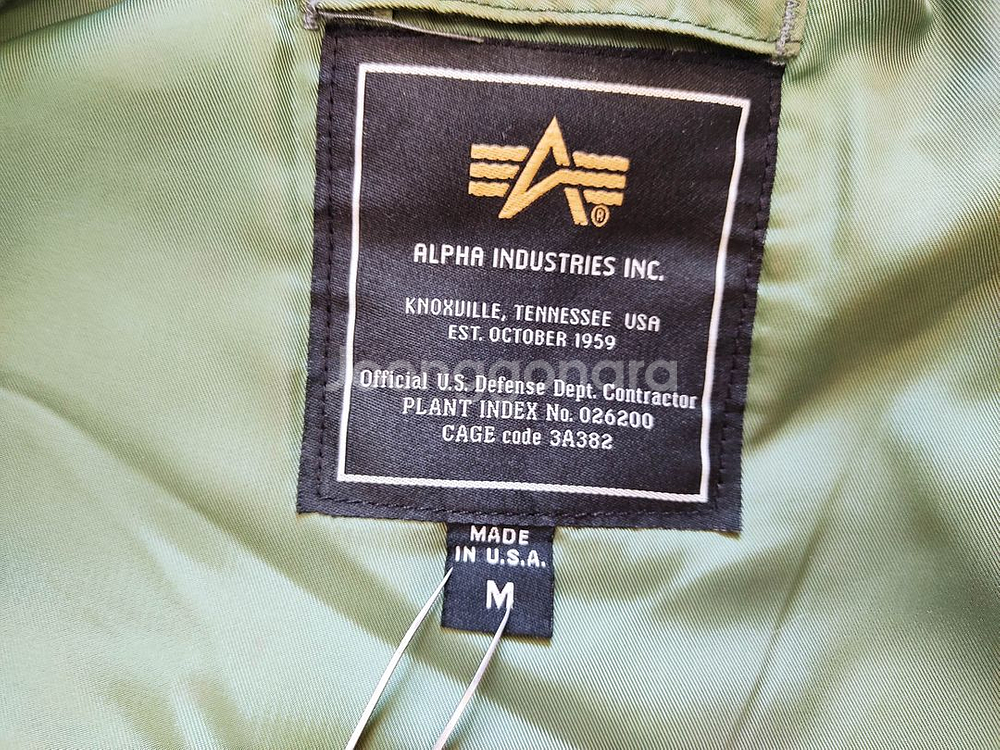 ®
ALPHA INDUSTRIES INC.
KNOXVILLE, TENNESSEE USA
EST. OCTOBER 1959
Joonggonara
Official U.S. Defense Dept. Contractor
PLANT INDEX No. 026200
CAGE code 3A382
MADE
IN U.S.A.
M